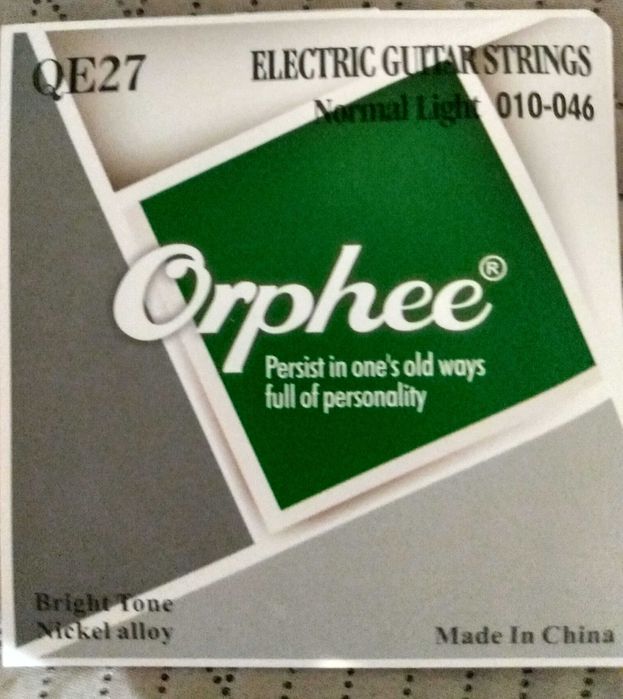 QE27
ELECTRIC GUITAR STRINGS
Normal Light 010-046
Orphee®
Persist in one's old ways
full of personality
Bright Tone
Nickel alloy
Made In China